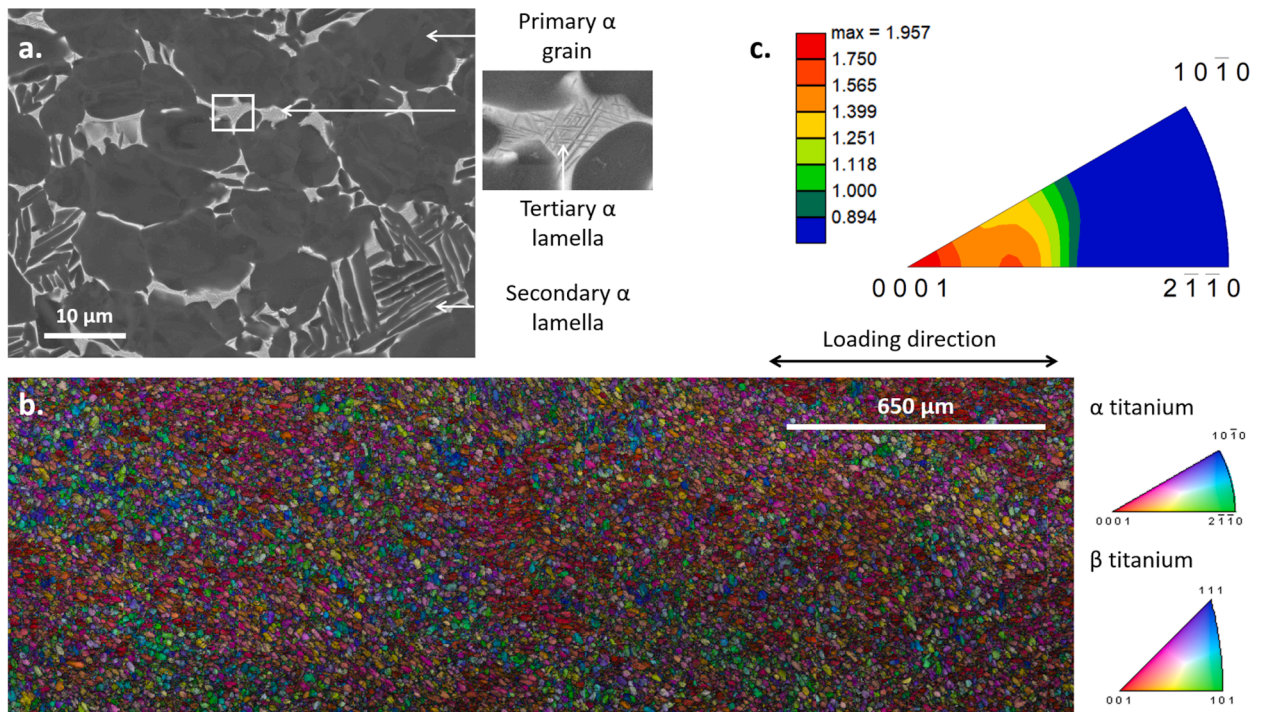 a.
Primary α
grain
Tertiary α
lamella
Secondary α
lamella
10 µm
c.
max = 1.957
1.750
1.565
1.399
1.251
1.118
1.000
0.894
1 0 1̅ 0
0 0 0 1
2 1̅ 1̅ 0
Loading direction
b.
650 µm
α titanium
1 0 1̅ 0
0 0 0 1
2 1̅ 1̅ 0
β titanium
1 1 1
0 0 1
1 0 1